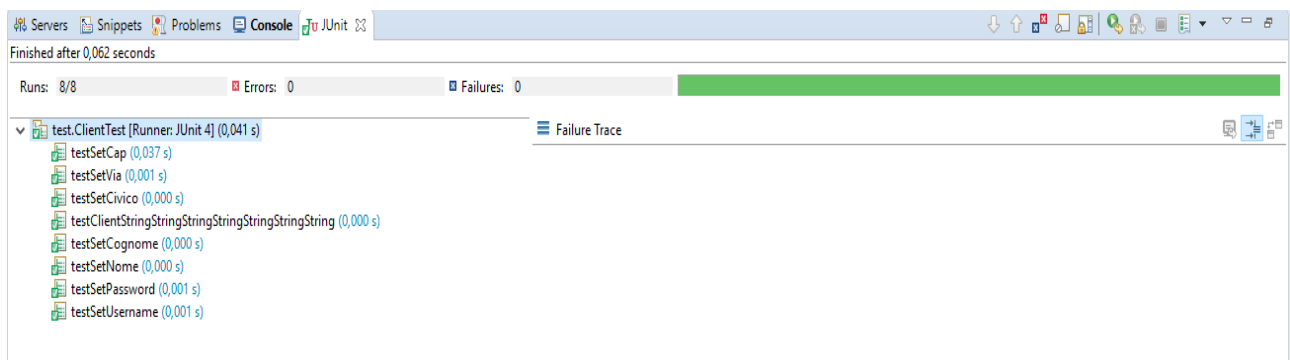 Servers Snippets Problems Console JUnit
Finished after 0,062 seconds
Runs: 8/8 Errors: 0 Failures: 0
test.ClientTest [Runner: JUnit 4] (0,041 s) Failure Trace
testSetCap (0,037 s)
testSetVia (0,001 s)
testSetCivico (0,000 s)
testClientStringStringStringStringStringStringString (0,000 s)
testSetCognome (0,000 s)
testSetNome (0,000 s)
testSetPassword (0,001 s)
testSetUsername (0,001 s)